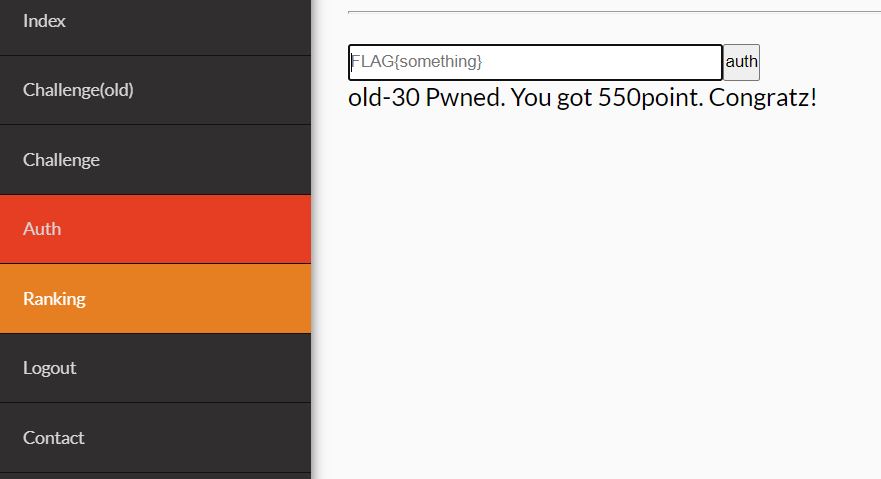 Index
Challenge(old)
Challenge
Auth
Ranking
Logout
Contact
FLAG{something} auth
old-30 Pwned. You got 550point. Congratz!